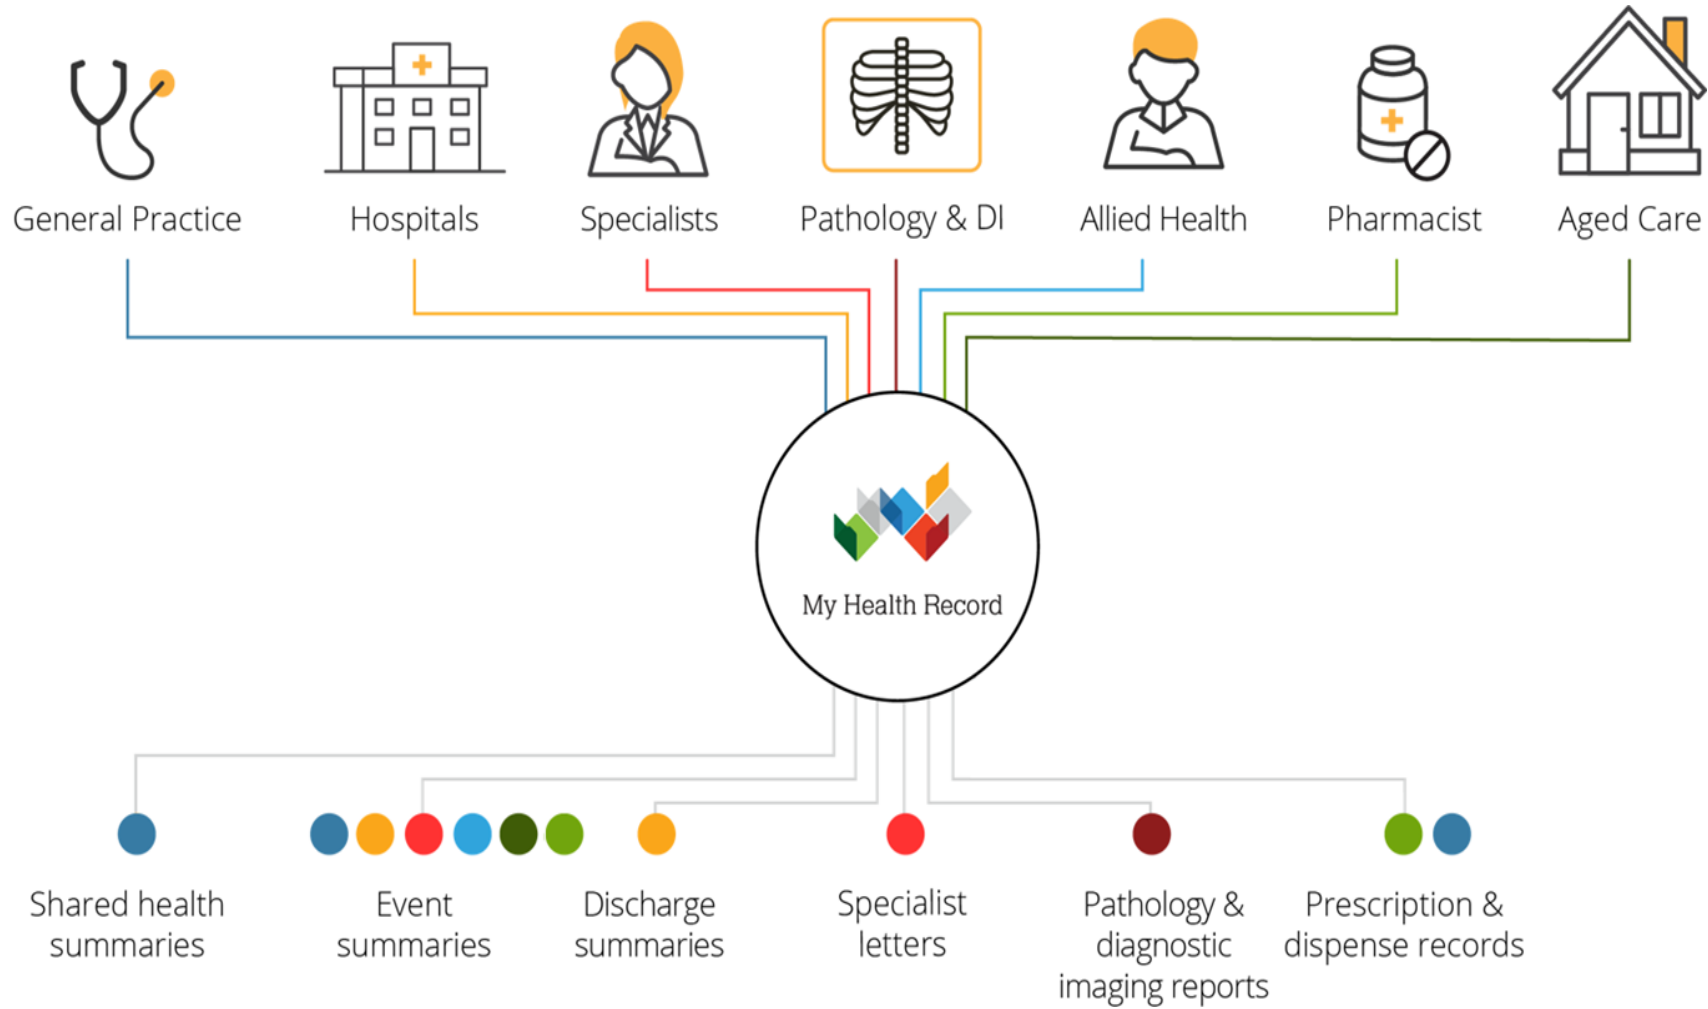 General Practice
Hospitals
Specialists
Pathology & DI
Allied Health
Pharmacist
Aged Care
My Health Record
Shared health
summaries
Event
summaries
Discharge
summaries
Specialist
letters
Pathology &
diagnostic
imaging reports
Prescription &
dispense records